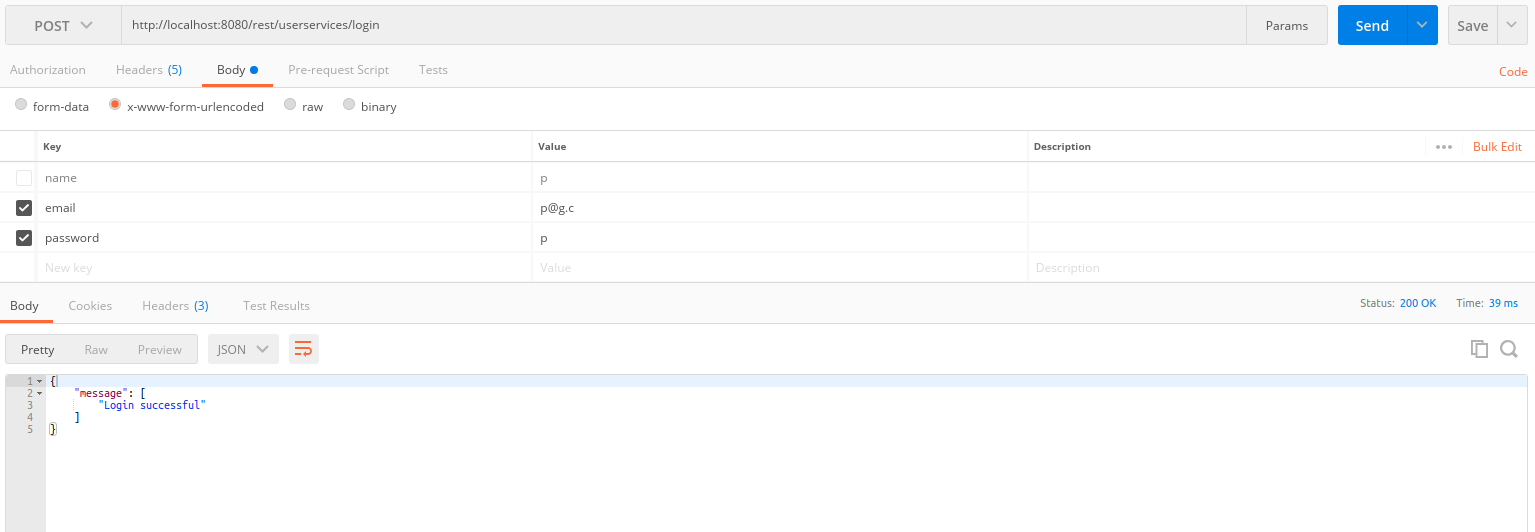 POST http://localhost:8080/rest/userservices/login Params Send Save
Authorization Headers (5) Body Pre-request Script Tests Code
form-data x-www-form-urlencoded raw binary
Key Value Description ••• Bulk Edit
name p
email p@g.c
password p
New key Value Description
Body Cookies Headers (3) Test Results Status: 200 OK Time: 39 ms
Pretty Raw Preview JSON
1 {
2 "message": [
3 "Login successful"
4 ]
5 }